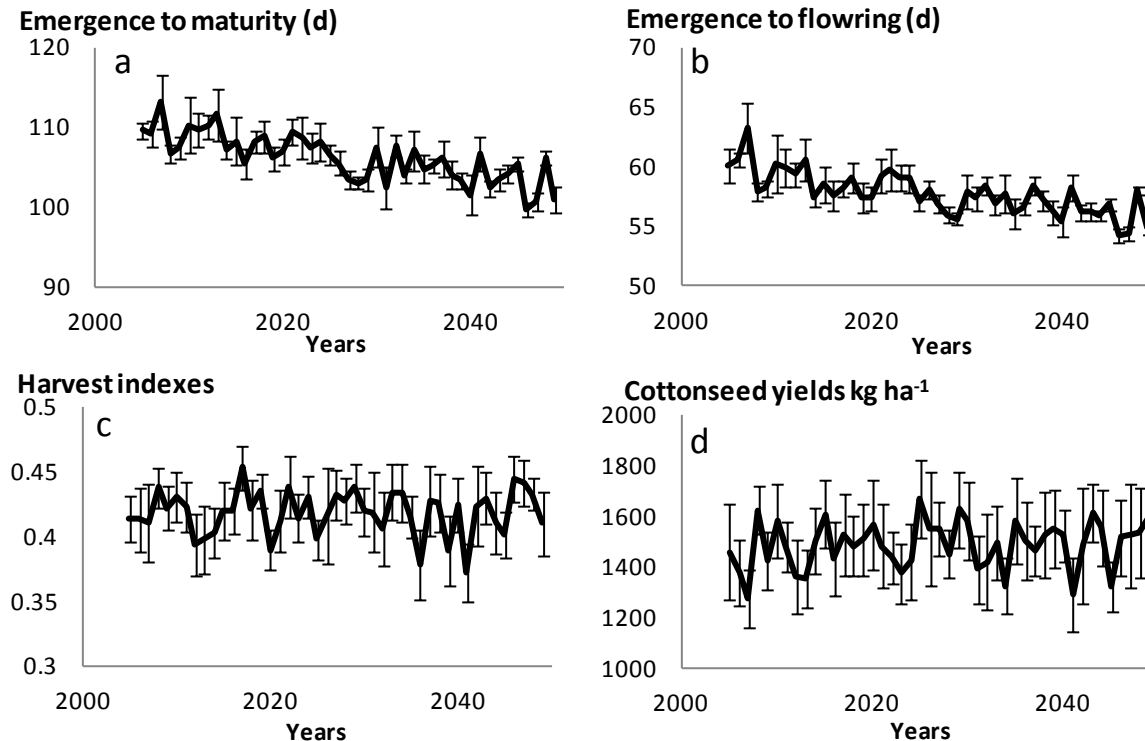 Emergence to maturity (d)
a
120
110
100
90
2000 2020 2040
Years
Emergence to flowring (d)
b
70
65
60
55
50
2000 2020 2040
Years
Harvest indexes
c
0.5
0.45
0.4
0.35
0.3
2000 2020 2040
Years
Cottonseed yields kg ha⁻¹
d
2000
1800
1600
1400
1200
1000
2000 2020 2040
Years